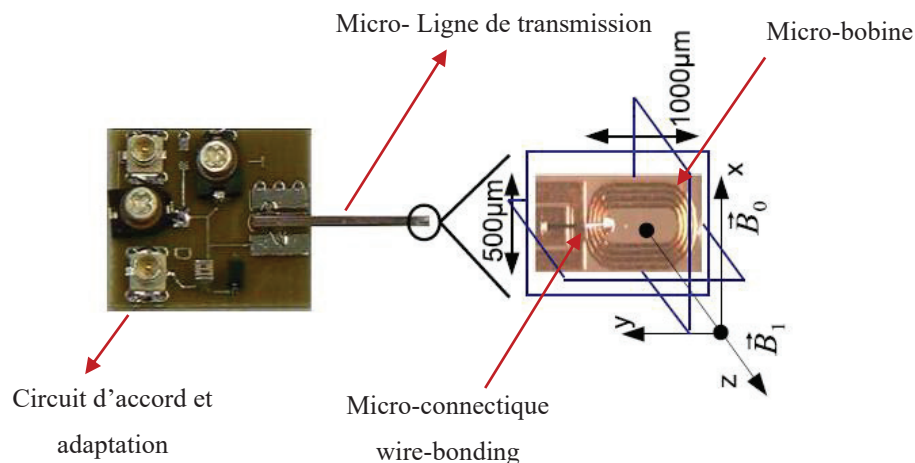 Micro- Ligne de transmission
Micro-bobine
1000µm
500µm
x
B₀
y
B₁
z
Circuit d’accord et
adaptation
Micro-connectique
wire-bonding